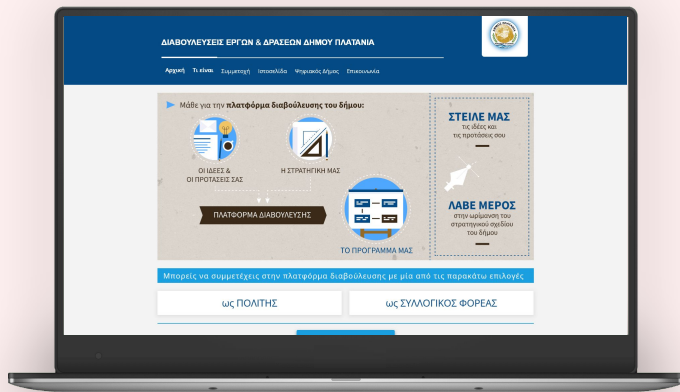 ΔΙΑΒΟΥΛΕΥΣΕΙΣ ΕΡΓΩΝ & ΔΡΑΣΕΩΝ ΔΗΜΟΥ ΠΛΑΤΑΝΙΑ
Αρχική Τι είναι Συμμετοχή Ιστοσελίδα Ψηφιακός Δήμος Επικοινωνία
Μάθε για την πλατφόρμα διαβούλευσης του δήμου:
ΟΙ ΙΔΕΕΣ &
ΟΙ ΠΡΟΤΑΣΕΙΣ ΣΑΣ
Η ΣΤΡΑΤΗΓΙΚΗ ΜΑΣ
ΠΛΑΤΦΟΡΜΑ ΔΙΑΒΟΥΛΕΥΣΗΣ
ΤΟ ΠΡΟΓΡΑΜΜΑ ΜΑΣ
ΣΤΕΙΛΕ ΜΑΣ
τις ιδέες και
τις προτάσεις σου
ΛΑΒΕ ΜΕΡΟΣ
στην ωρίμανση του
στρατηγικού σχεδίου
του δήμου
Μπορείς να συμμετέχεις στην πλατφόρμα διαβούλευσης με μία από τις παρακάτω επιλογές
ως ΠΟΛΙΤΗΣ
ως ΣΥΛΛΟΓΙΚΟΣ ΦΟΡΕΑΣ